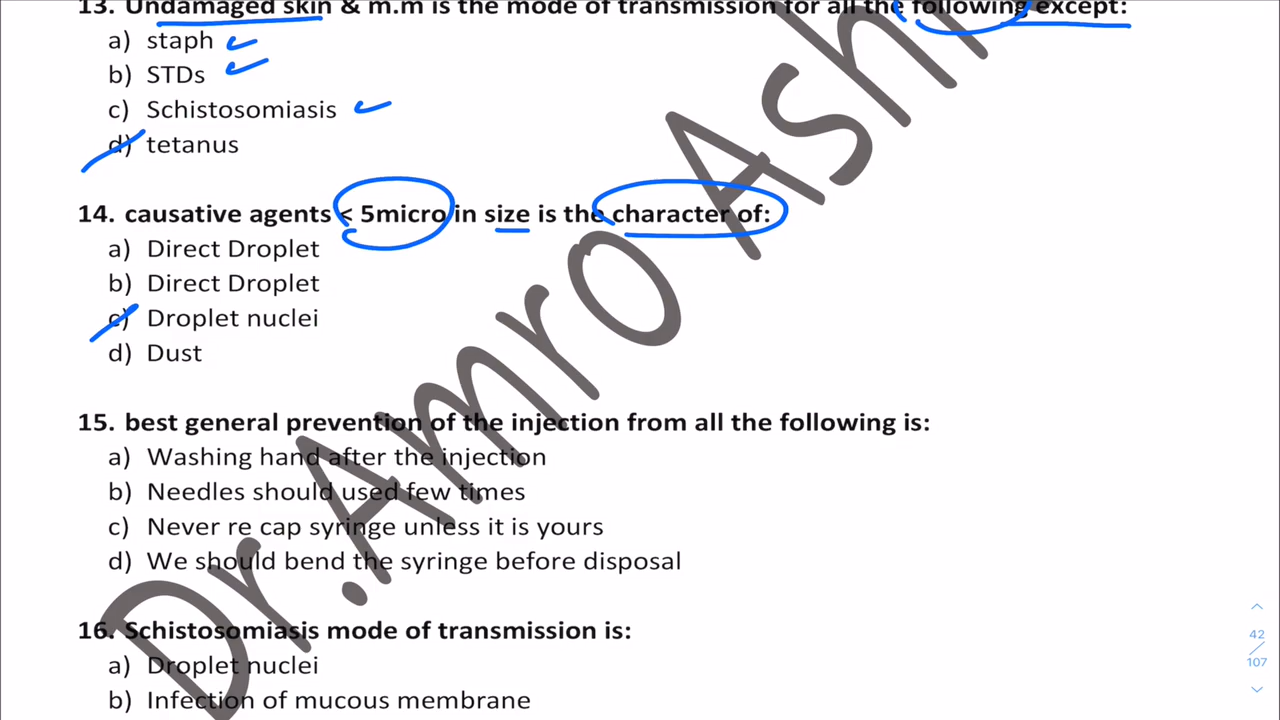 13. Undamaged skin & m.m is the mode of transmission for all the following except:
a) staph
b) STDs
c) Schistosomiasis
d) tetanus
14. causative agents < 5micro in size is the character of:
a) Direct Droplet
b) Direct Droplet
c) Droplet nuclei
d) Dust
15. best general prevention of the injection from all the following is:
a) Washing hand after the injection
b) Needles should used few times
c) Never re cap syringe unless it is yours
d) We should bend the syringe before disposal
16. Schistosomiasis mode of transmission is:
a) Droplet nuclei
b) Infection of mucous membrane
Dr.Amro Ash
42
107